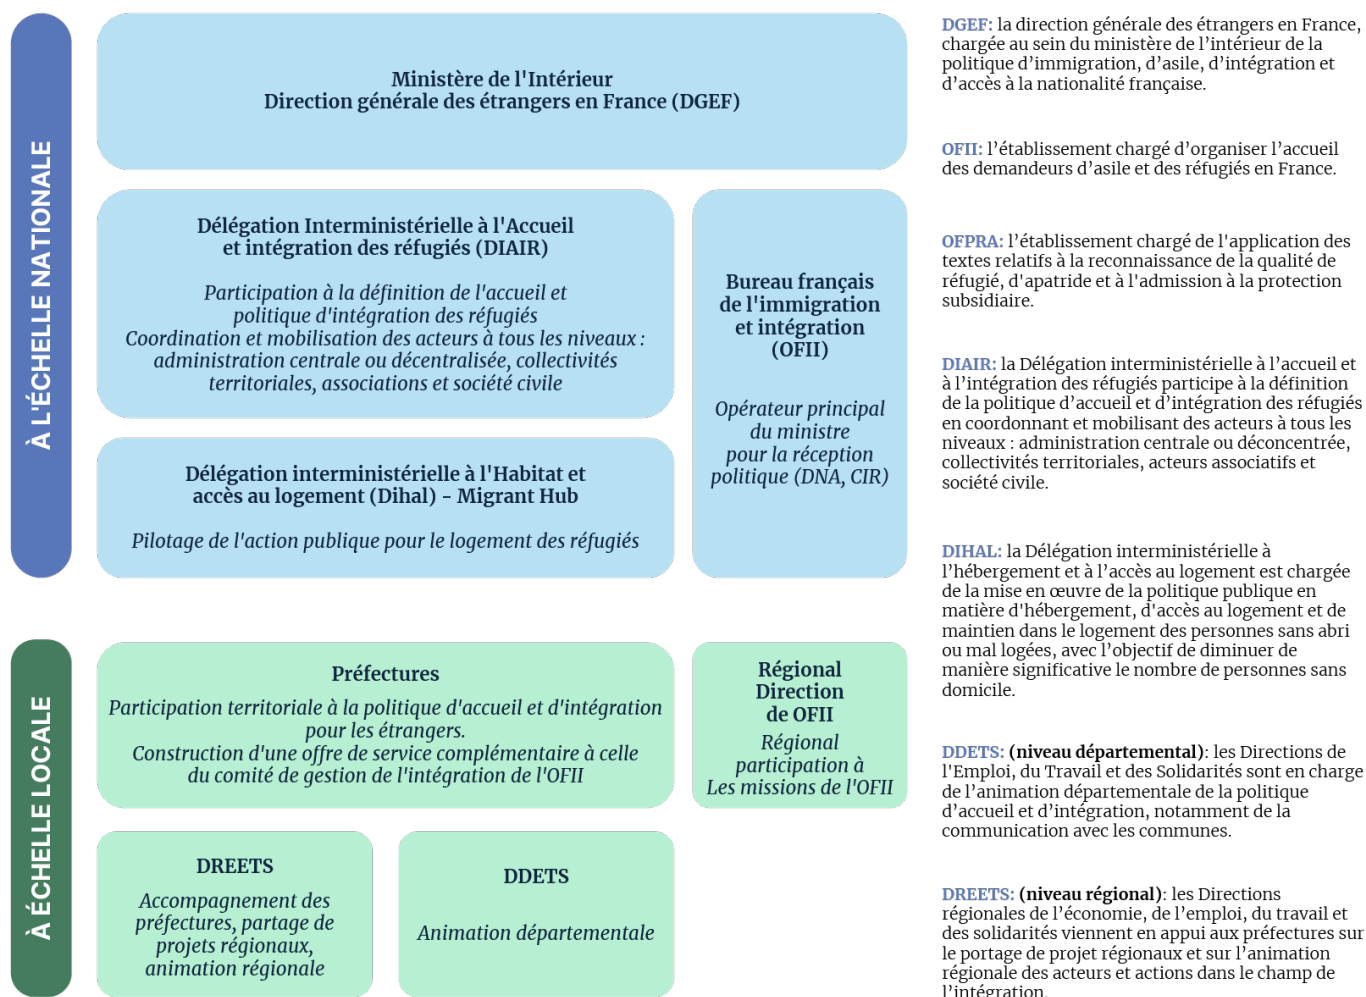 À L'ÉCHELLE NATIONALE
Ministère de l'Intérieur
Direction générale des étrangers en France (DGEF)
Délégation Interministérielle à l'Accueil
et intégration des réfugiés (DIAIR)
Participation à la définition de l'accueil et
politique d'intégration des réfugiés
Coordination et mobilisation des acteurs à tous les niveaux :
administration centrale ou décentralisée, collectivités
territoriales, associations et société civile
Bureau français
de l'immigration
et intégration
(OFII)
Opérateur principal
du ministre
pour la réception
politique (DNA, CIR)
Délégation interministérielle à l'Habitat et
accès au logement (Dihal) - Migrant Hub
Pilotage de l'action publique pour le logement des réfugiés
À ÉCHELLE LOCALE
Préfectures
Participation territoriale à la politique d'accueil et d'intégration
pour les étrangers.
Construction d'une offre de service complémentaire à celle
du comité de gestion de l'intégration de l'OFII
Régional
Direction
de OFII
Régional
participation à
Les missions de l'OFII
DREETS
Accompagnement des
préfectures, partage de
projets régionaux,
animation régionale
DDETS
Animation départementale
DGEF: la direction générale des étrangers en France,
chargée au sein du ministère de l’intérieur de la
politique d’immigration, d’asile, d’intégration et
d’accès à la nationalité française.
OFII: l’établissement chargé d’organiser l’accueil
des demandeurs d’asile et des réfugiés en France.
OFPRA: l’établissement chargé de l'application des
textes relatifs à la reconnaissance de la qualité de
réfugié, d'apatride et à l'admission à la protection
subsidiaire.
DIAIR: la Délégation interministérielle à l’accueil et
à l’intégration des réfugiés participe à la définition
de la politique d’accueil et d’intégration des réfugiés
en coordonnant et mobilisant des acteurs à tous les
niveaux : administration centrale ou déconcentrée,
collectivités territoriales, acteurs associatifs et
société civile.
DIHAL: la Délégation interministérielle à
l’hébergement et à l’accès au logement est chargée
de la mise en œuvre de la politique publique en
matière d'hébergement, d'accès au logement et de
maintien dans le logement des personnes sans abri
ou mal logées, avec l’objectif de diminuer de
manière significative le nombre de personnes sans
domicile.
DDETS: (niveau départemental): les Directions de
l'Emploi, du Travail et des Solidarités sont en charge
de l’animation départementale de la politique
d’accueil et d’intégration, notamment de la
communication avec les communes.
DREETS: (niveau régional): les Directions
régionales de l’économie, de l’emploi, du travail et
des solidarités viennent en appui aux préfectures sur
le portage de projet régionaux et sur l’animation
régionale des acteurs et actions dans le champ de
l’intégration.